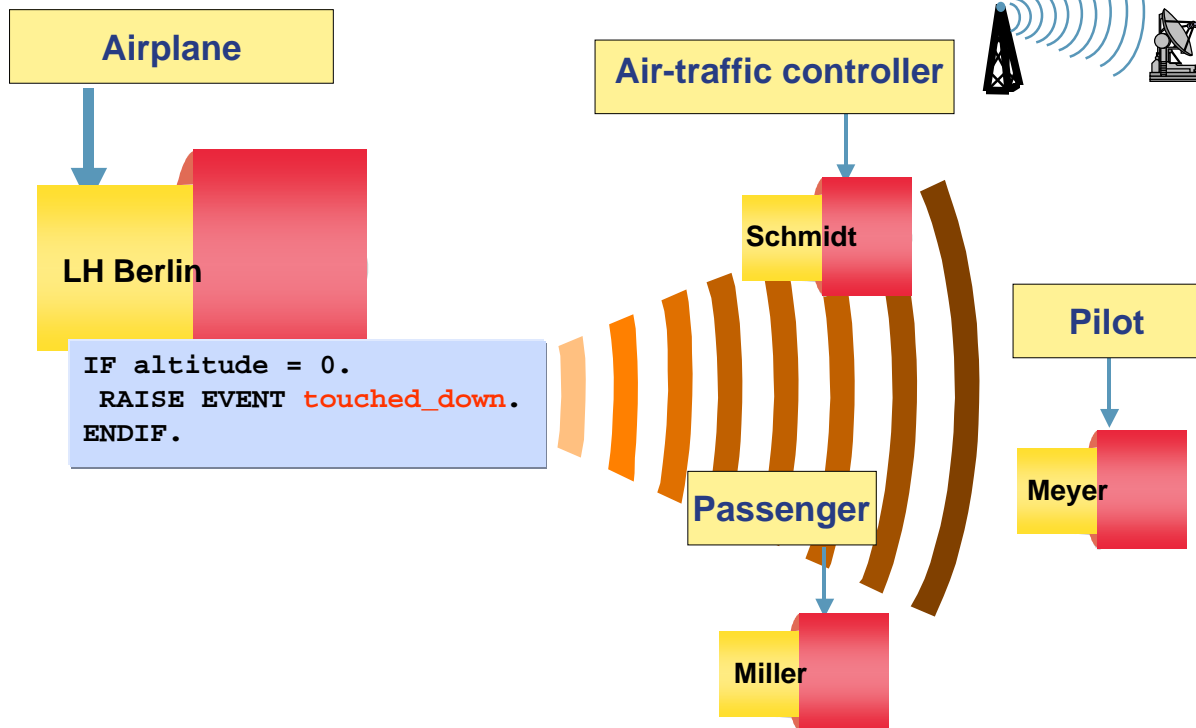 Airplane
Air-traffic controller
Schmidt
LH Berlin
Pilot
IF altitude = 0.
RAISE EVENT touched_down.
ENDIF.
Passenger
Meyer
Miller